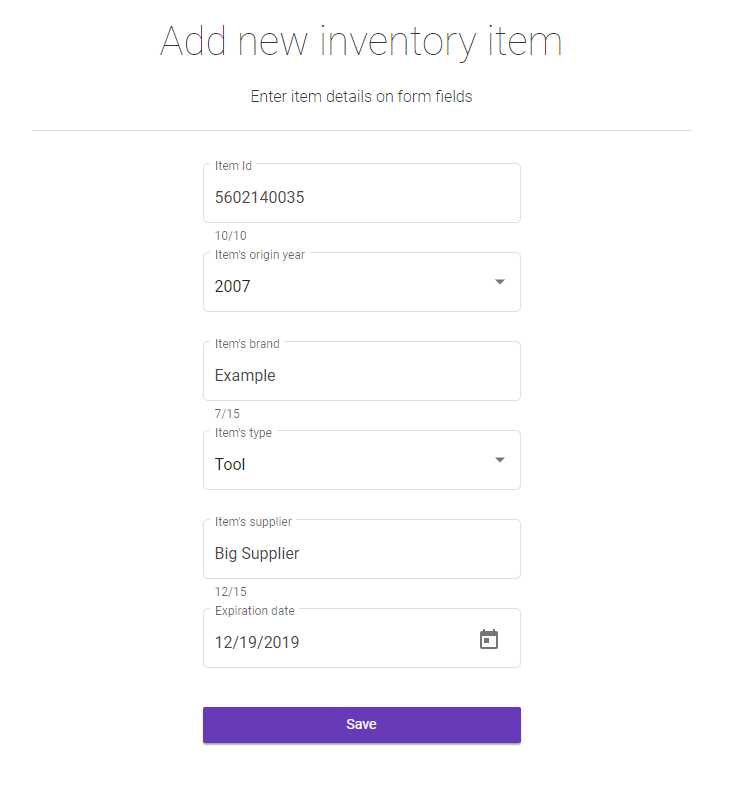 Add new inventory item
Enter item details on form fields
Item Id
5602140035
10/10
Item's origin year
2007
Item's brand
Example
7/15
Item's type
Tool
Item's supplier
Big Supplier
12/15
Expiration date
12/19/2019
Save